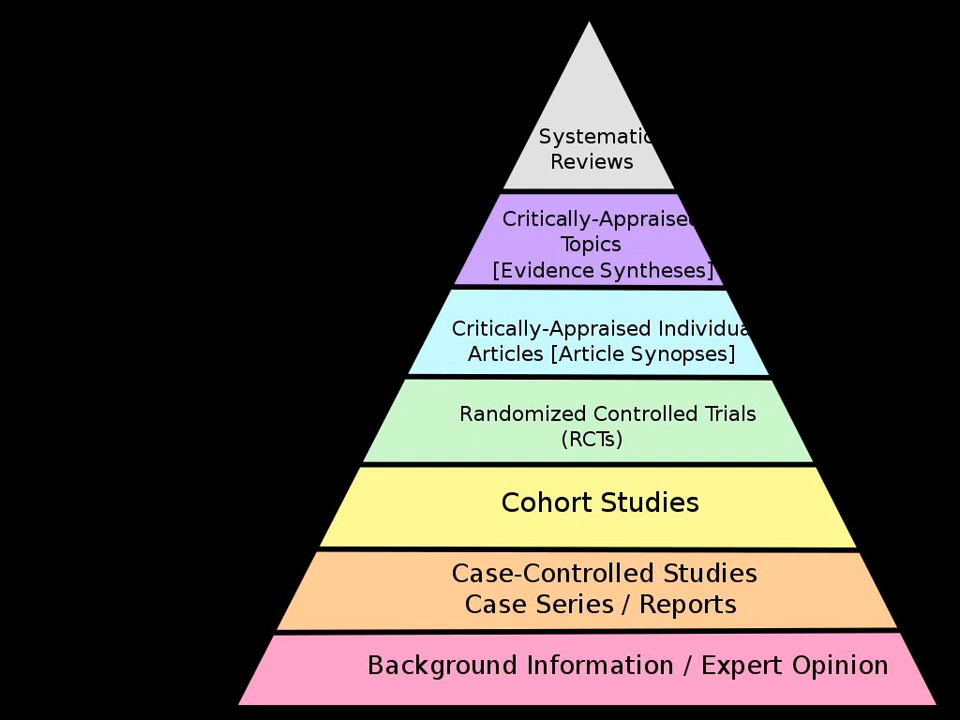 Systematic
Reviews
Critically-Appraised
Topics
[Evidence Syntheses]
Critically-Appraised Individual
Articles [Article Synopses]
Randomized Controlled Trials
(RCTs)
Cohort Studies
Case-Controlled Studies
Case Series / Reports
Background Information / Expert Opinion